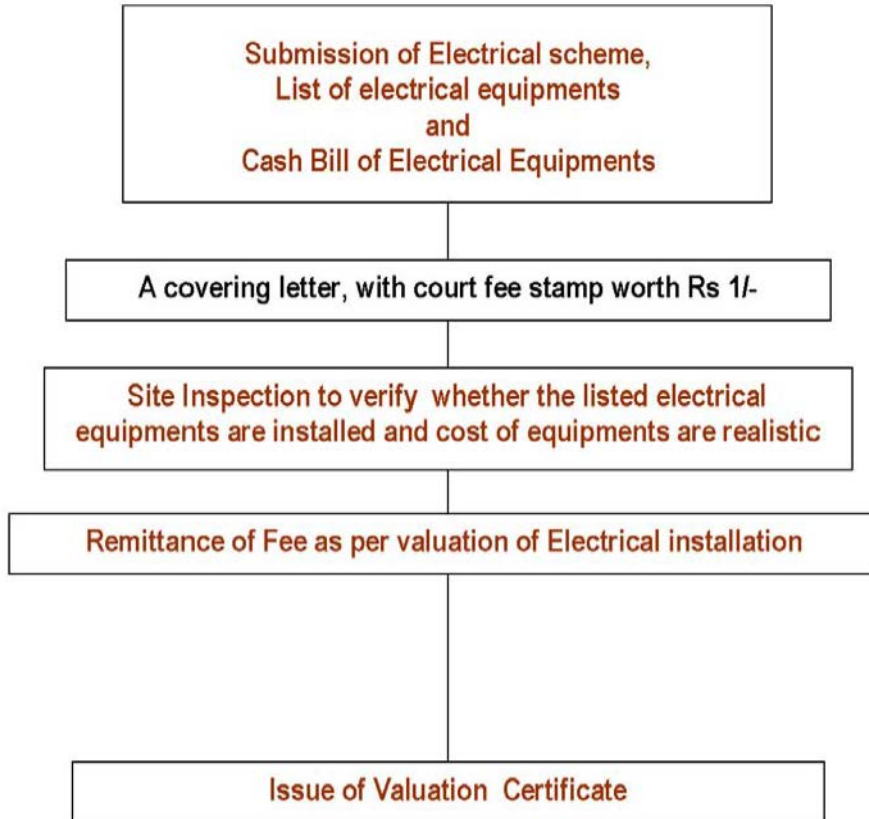 Submission of Electrical scheme,
List of electrical equipments
and
Cash Bill of Electrical Equipments
A covering letter, with court fee stamp worth Rs 1/-
Site Inspection to verify whether the listed electrical
equipments are installed and cost of equipments are realistic
Remittance of Fee as per valuation of Electrical installation
Issue of Valuation Certificate